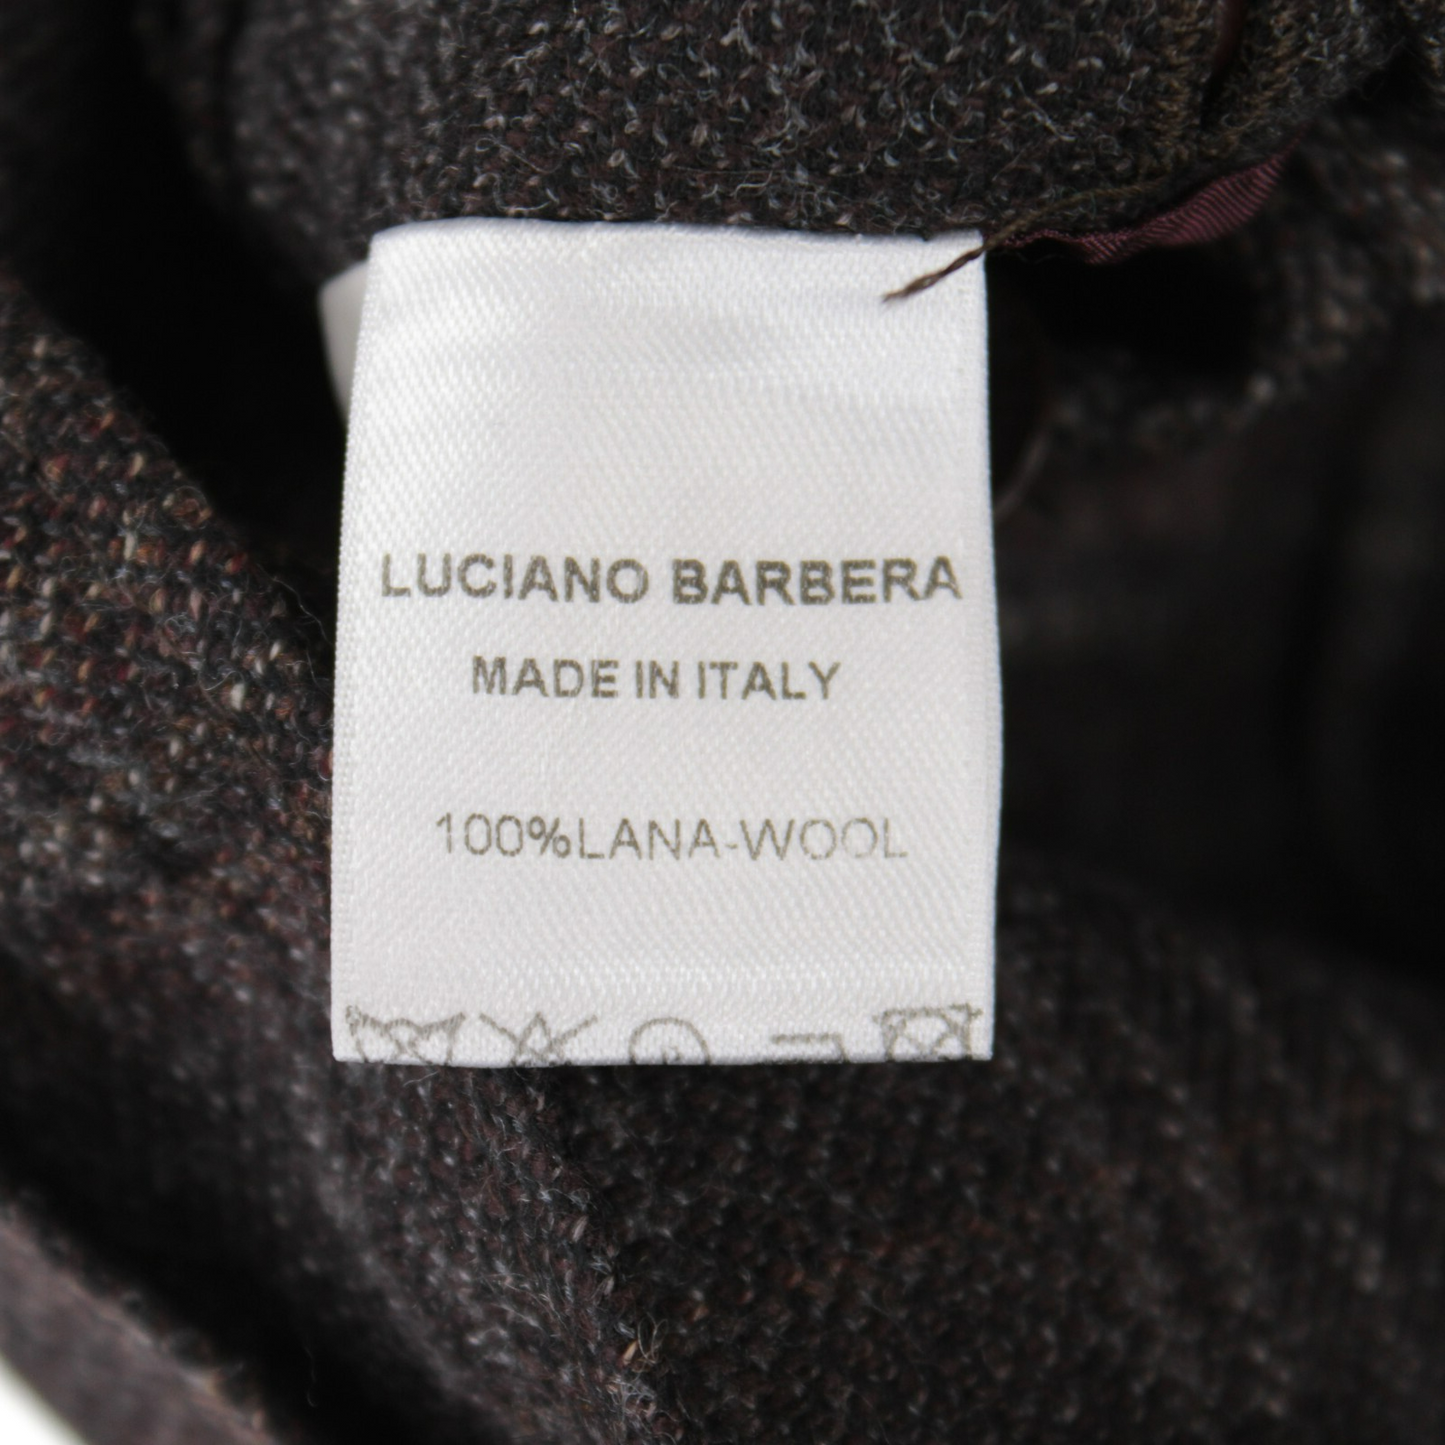 LUCIANO BARBERA
MADE IN ITALY
100%LANA-WOOL